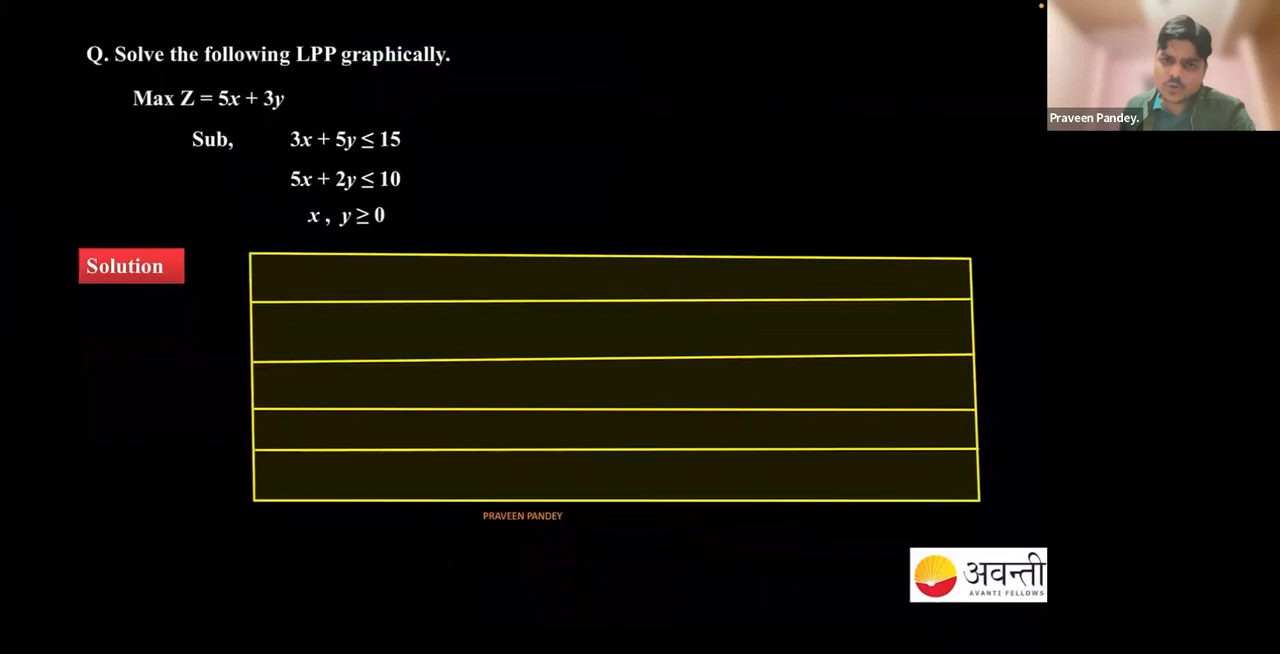 Q. Solve the following LPP graphically.
Max Z = 5x + 3y
Sub, 3x + 5y ≤ 15
5x + 2y ≤ 10
x , y ≥ 0
Solution
PRAVEEN PANDEY
अवन्ती
AVANTI FELLOWS
Praveen Pandey.